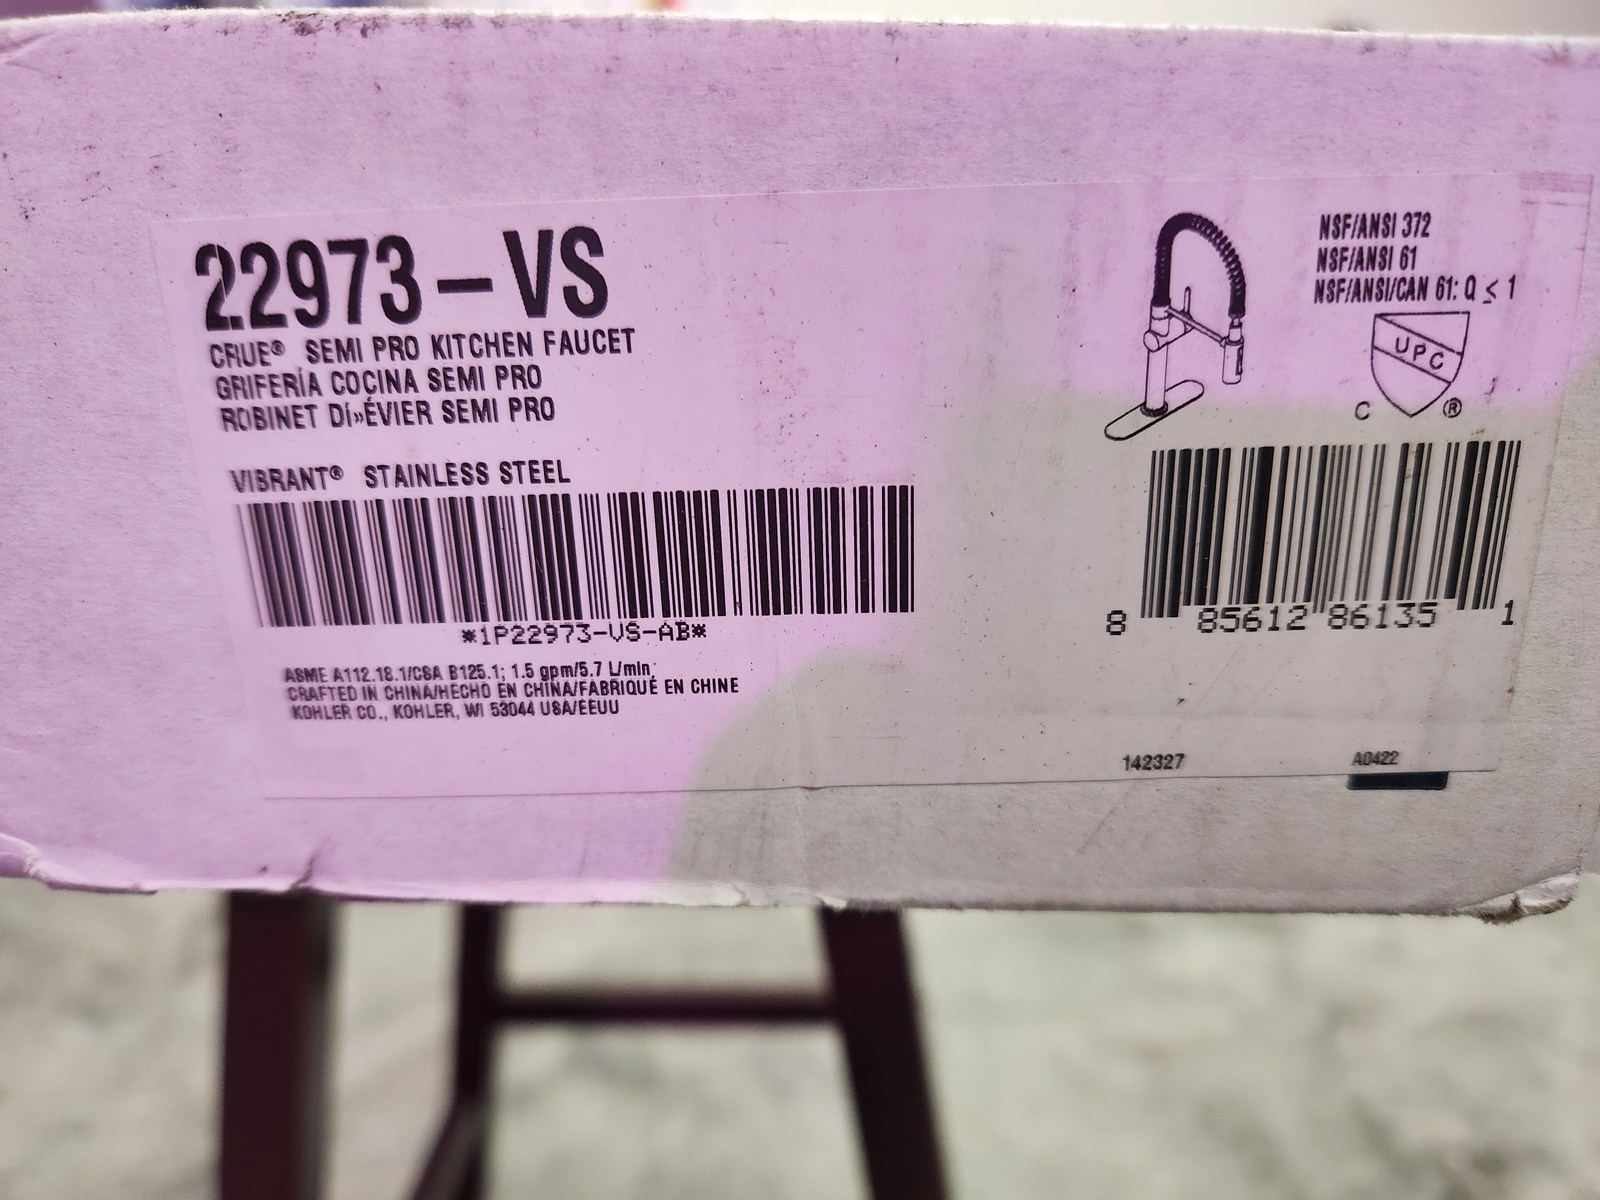 22973-VS
CRUE® SEMI PRO KITCHEN FAUCET
GRIFERÍA COCINA SEMI PRO
ROBINET Dí»ÉVIER SEMI PRO
VIBRANT® STAINLESS STEEL
*1P22973-VS-AB*
ASME A112.18.1/CSA B125.1; 1.5 gpm/5.7 L/min;
CRAFTED IN CHINA/HECHO EN CHINA/FABRIQUÉ EN CHINE
KOHLER CO., KOHLER, WI 53044 USA/EEUU
NSF/ANSI 372
NSF/ANSI 61
NSF/ANSI/CAN 61: Q ≤ 1
UPC
C ®
8 85612 86135 1
142327 A0422